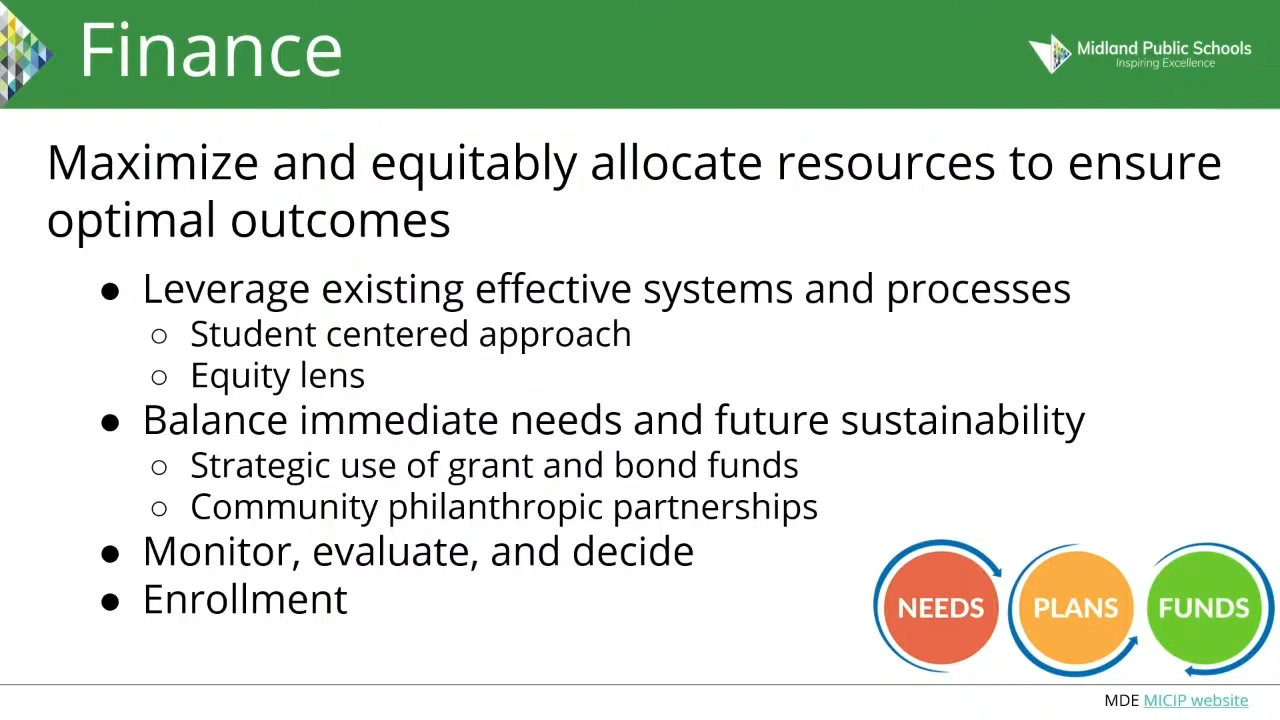 Finance
Midland Public Schools
Inspiring Excellence
Maximize and equitably allocate resources to ensure
optimal outcomes
● Leverage existing effective systems and processes
○ Student centered approach
○ Equity lens
● Balance immediate needs and future sustainability
○ Strategic use of grant and bond funds
○ Community philanthropic partnerships
● Monitor, evaluate, and decide
● Enrollment
NEEDS PLANS FUNDS
MDE MICIP website